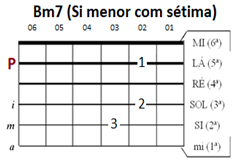 Bm7 (Si menor com sétima)
06 05 04 03 02 01
MI (6ª)
P 1 LÁ (5ª)
RÉ (4ª)
i 2 SOL (3ª)
m 3 SI (2ª)
a mi (1ª)